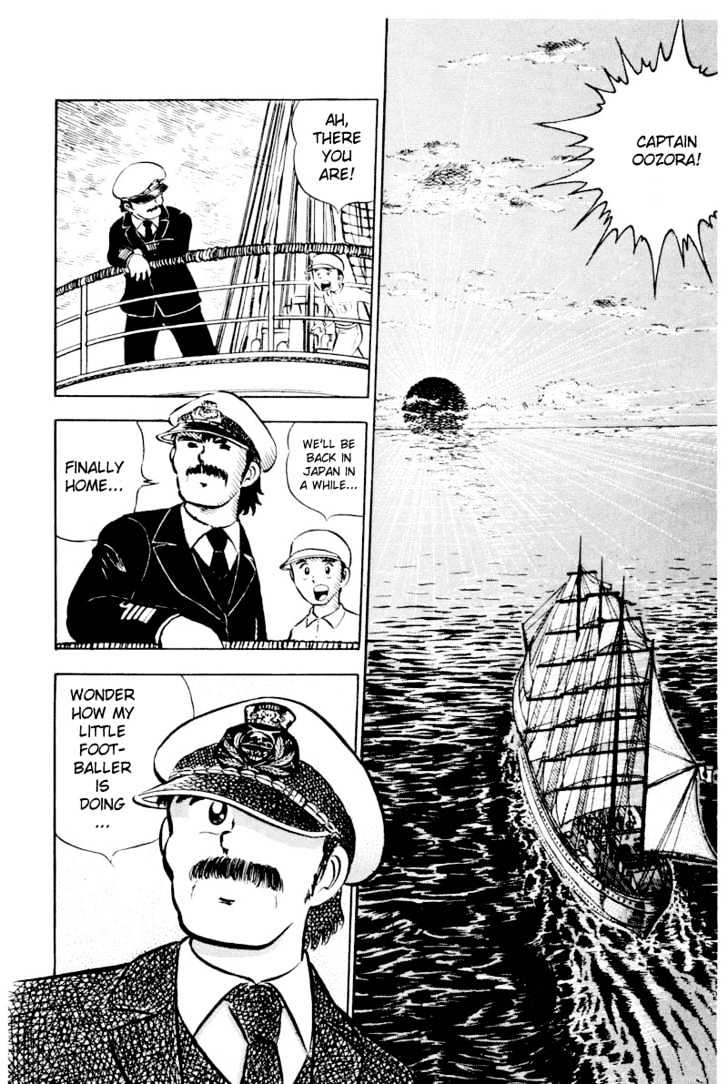 CAPTAIN
OOZORA!
AH,
THERE
YOU
ARE!
WE'LL BE
BACK IN
JAPAN IN
A WHILE...
FINALLY
HOME...
WONDER
HOW MY
LITTLE
FOOT-
BALLER
IS
DOING
...